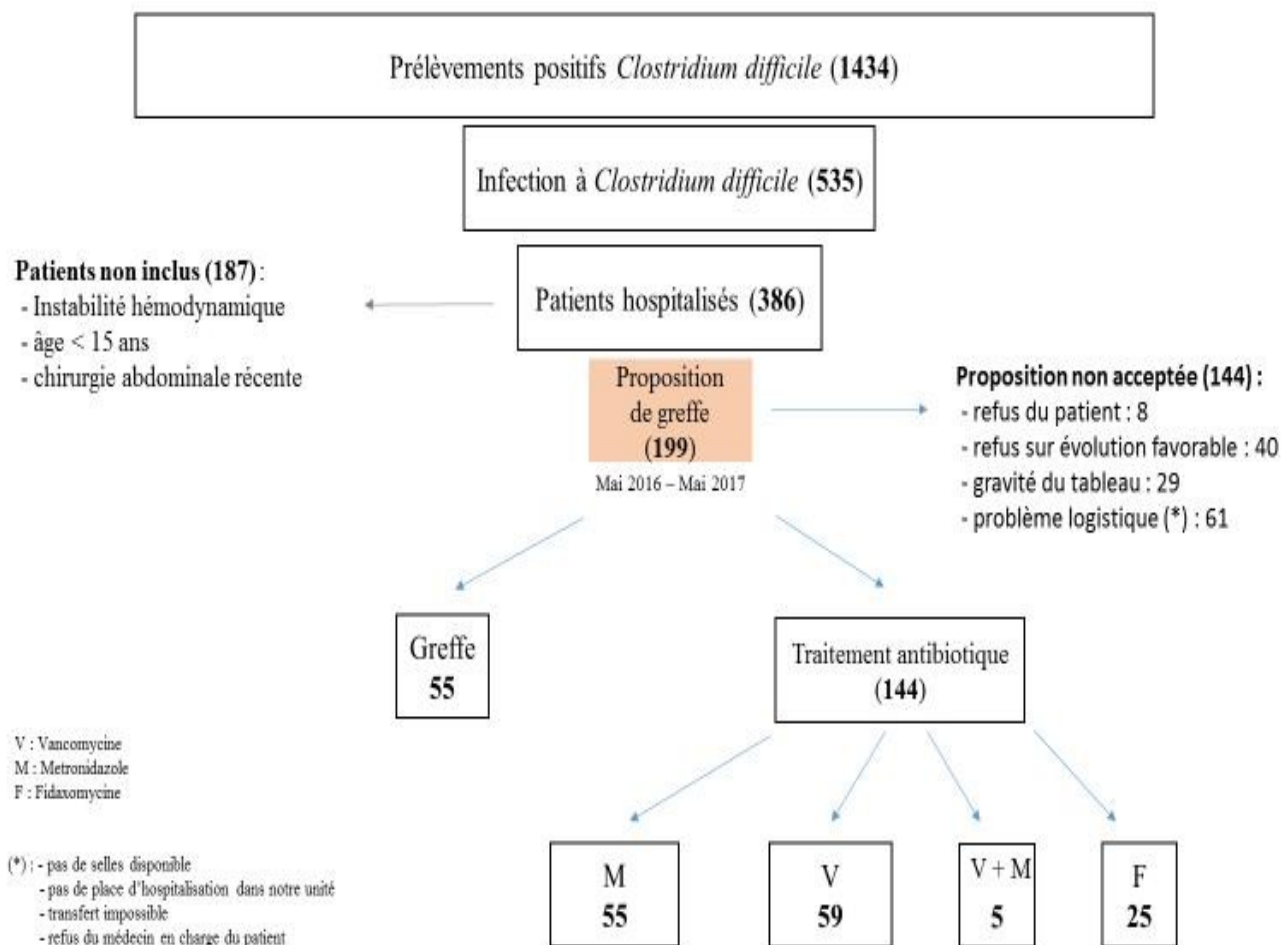 Prélèvements positifs Clostridium difficile (1434)
Infection à Clostridium difficile (535)
Patients non inclus (187) :
- Instabilité hémodynamique
- âge < 15 ans
- chirurgie abdominale récente
Patients hospitalisés (386)
Proposition
de greffe
(199)
Mai 2016 – Mai 2017
Proposition non acceptée (144) :
- refus du patient : 8
- refus sur évolution favorable : 40
- gravité du tableau : 29
- problème logistique (*) : 61
Greffe
55
Traitement antibiotique
(144)
V : Vancomycine
M : Metronidazole
F : Fidaxomycine
M
55
V
59
V + M
5
F
25
(*) : - pas de selles disponible
- pas de place d'hospitalisation dans notre unité
- transfert impossible
- refus du médecin en charge du patient